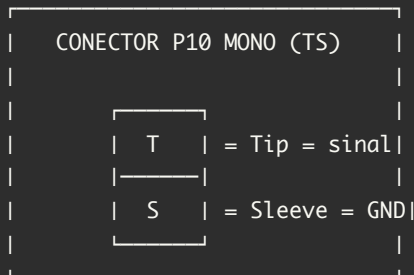 CONECTOR P10 MONO (TS)
T = Tip = sinal
S = Sleeve = GND